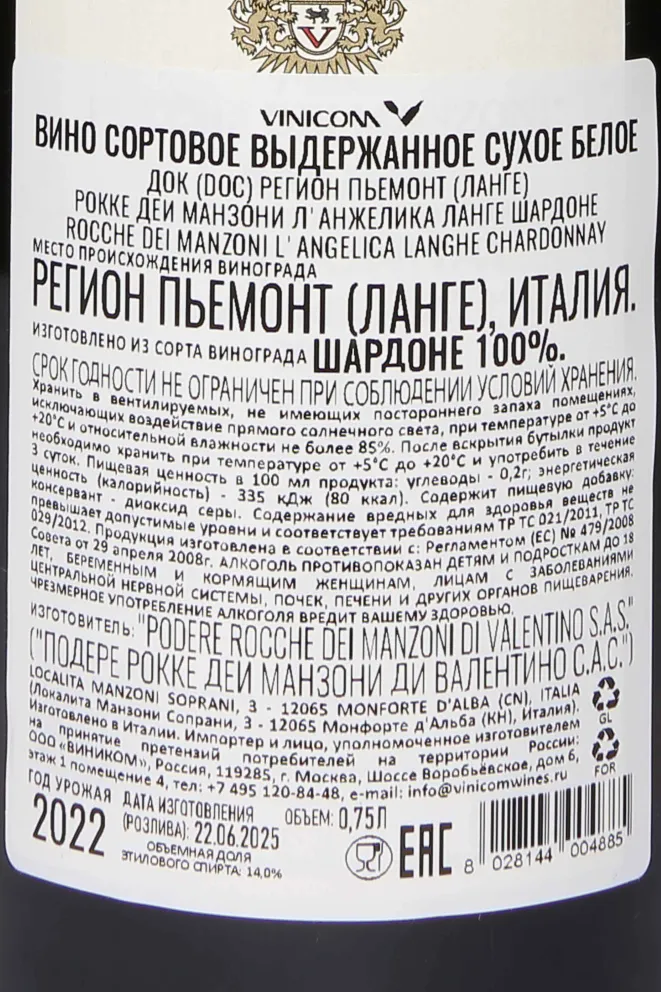 V
VINICOM
ВИНО СОРТОВОЕ ВЫДЕРЖАННОЕ СУХОЕ БЕЛОЕ
ДОК (DOC) РЕГИОН ПЬЕМОНТ (ЛАНГЕ)
РОККЕ ДЕИ МАНЗОНИ Л'АНЖЕЛИКА ЛАНГЕ ШАРДОНЕ
ROCCHE DEI MANZONI L'ANGELICA LANGHE CHARDONNAY
МЕСТО ПРОИСХОЖДЕНИЯ ВИНОГРАДА
РЕГИОН ПЬЕМОНТ (ЛАНГЕ), ИТАЛИЯ.
ИЗГОТОВЛЕНО ИЗ СОРТА ВИНОГРАДА ШАРДОНЕ 100%.
СРОК ГОДНОСТИ НЕ ОГРАНИЧЕН ПРИ СОБЛЮДЕНИИ УСЛОВИЙ ХРАНЕНИЯ.
Хранить в вентилируемых, не имеющих постороннего запаха помещениях,
исключающих воздействие прямого солнечного света, при температуре от +5°С до
+20°С и относительной влажности не более 85%. После вскрытия бутылки продукт
необходимо хранить при температуре от +5°С до +20°С и употребить в течение
3 суток. Пищевая ценность в 100 мл продукта: углеводы - 0,2г; энергетическая
ценность (калорийность) - 335 кДж (80 ккал). Содержит пищевую добавку:
консервант - диоксид серы. Содержание вредных для здоровья веществ не
превышает допустимые уровни и соответствует требованиям ТР ТС 021/2011, ТР ТС
029/2012. Продукция изготовлена в соответствии с: Регламентом (ЕС) № 479/2008
Совета от 29 апреля 2008г. АЛКОГОЛЬ ПРОТИВОПОКАЗАН ДЕТЯМ И ПОДРОСТКАМ ДО 18
ЛЕТ, БЕРЕМЕННЫМ И КОРМЯЩИМ ЖЕНЩИНАМ, ЛИЦАМ С ЗАБОЛЕВАНИЯМИ
ЦЕНТРАЛЬНОЙ НЕРВНОЙ СИСТЕМЫ, ПОЧЕК, ПЕЧЕНИ И ДРУГИХ ОРГАНОВ ПИЩЕВАРЕНИЯ.
ЧРЕЗМЕРНОЕ УПОТРЕБЛЕНИЕ АЛКОГОЛЯ ВРЕДИТ ВАШЕМУ ЗДОРОВЬЮ.
ИЗГОТОВИТЕЛЬ: "PODERE ROCCHE DEI MANZONI DI VALENTINO S.A.S."
("ПОДЕРЕ РОККЕ ДЕИ МАНЗОНИ ДИ ВАЛЕНТИНО С.А.С.")
LOCALITA MANZONI SOPRANI, 3 - 12065 MONFORTE D'ALBA (CN), ITALIA
(Локалита Манзони Сопрани, 3 - 12065 Монфорте д'Альба (КН), Италия).
Изготовлено в Италии. Импортер и лицо, уполномоченное изготовителем
на принятие претензий потребителей на территории России:
ООО «ВИНИКОМ», Россия, 119285, г. Москва, Шоссе Воробьёвское, дом 6,
этаж 1 помещение 4, тел: +7 495 120-84-48, e-mail: info@vinicomwines.ru
GL
FOR
ГОД УРОЖАЯ
2022
ДАТА ИЗГОТОВЛЕНИЯ
(РОЗЛИВА): 22.06.2025
ОБЪЕМ: 0,75Л
ОБЪЕМНАЯ ДОЛЯ
ЭТИЛОВОГО СПИРТА: 14,0%
EAC
8 028144 004885